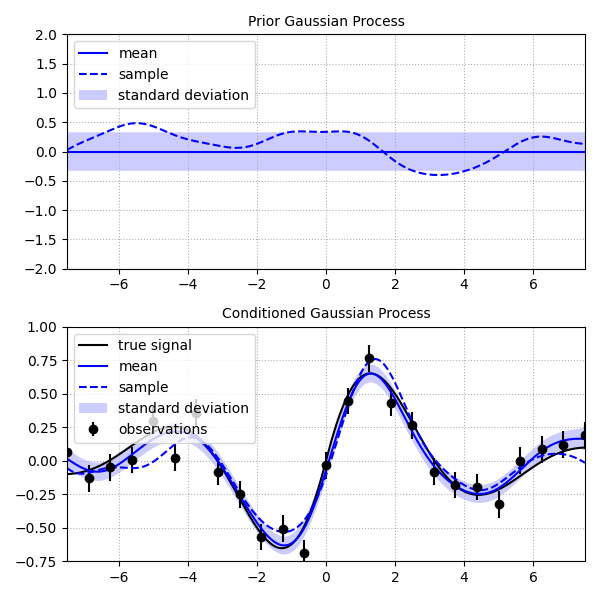 Prior Gaussian Process
2.0
1.5
1.0
0.5
0.0
−0.5
−1.0
−1.5
−2.0
mean
sample
standard deviation
−6 −4 −2 0 2 4 6
Conditioned Gaussian Process
1.00
0.75
0.50
0.25
0.00
−0.25
−0.50
−0.75
true signal
mean
sample
standard deviation
observations
−6 −4 −2 0 2 4 6